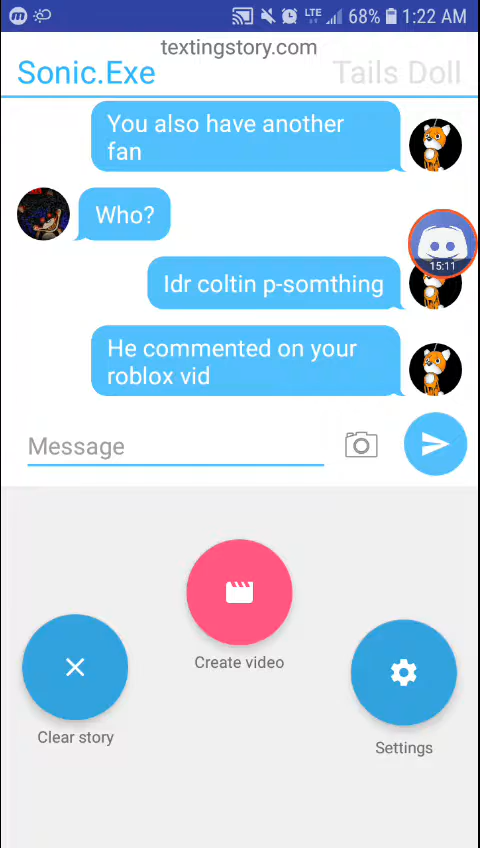 LTE 68% 1:22 AM
textingstory.com
Sonic.Exe Tails Doll
You also have another
fan
Who?
15:11
Idr coltin p-somthing
He commented on your
roblox vid
Message
Create video
Clear story
Settings